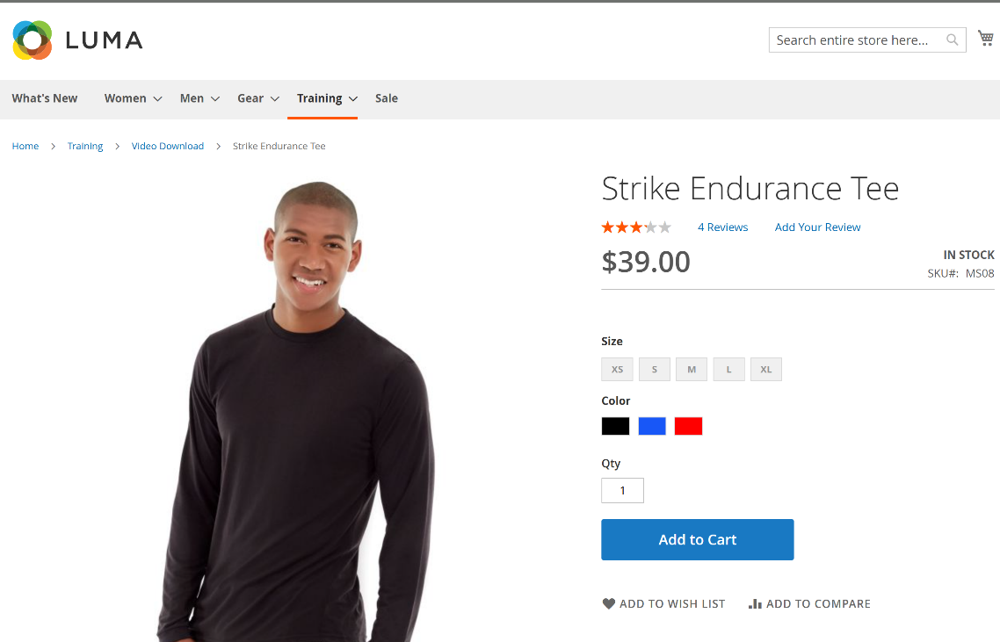 LUMA
Search entire store here...
What's New Women Men Gear Training Sale
Home > Training > Video Download > Strike Endurance Tee
Strike Endurance Tee
4 Reviews Add Your Review
$39.00
IN STOCK
SKU#: MS08
Size
XS S M L XL
Color
Qty
1
Add to Cart
ADD TO WISH LIST ADD TO COMPARE